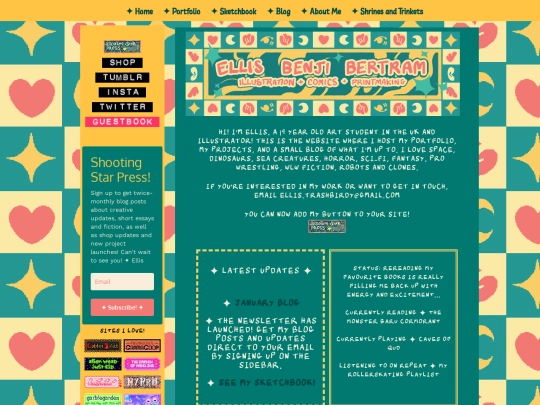 ✦ Home ✦ Portfolio ✦ Sketchbook ✦ Blog ✦ About Me ✦ Shrines and Trinkets
SHOP
TUMBLR
INSTA
TWITTER
GUESTBOOK
Shooting
Star Press!
Sign up to get twice-
monthly blog posts
about creative
updates, short essays
and fiction, as well
as shop updates and
new project
launches! Can't wait
to see you! ✦ Ellis
Email
✦ Subscribe! ✦
SITES I LOVE!
ELLIS BENJI BERTRAM
ILLUSTRATION ✦ COMICS ✦ PRINTMAKING
HI! I'M ELLIS, A 19 YEAR OLD ART STUDENT IN THE UK AND
ILLUSTRATOR! THIS IS THE WEBSITE WHERE I HOST MY PORTFOLIO,
MY PROJECTS, AND A SMALL BLOG OF WHAT I'M UP TO. I LOVE SPACE,
DINOSAURS, SEA CREATURES, HORROR, SCI-FI, FANTASY, PRO
WRESTLING, WLW FICTION, ROBOTS AND CLONES.
IF YOU'RE INTERESTED IN MY WORK OR WANT TO GET IN TOUCH,
EMAIL ELLIS.TRASHBIRDY@GMAIL.COM
YOU CAN NOW ADD MY BUTTON TO YOUR SITE!
✦ LATEST UPDATES ✦
✦ JANUARY BLOG
✦ THE NEWSLETTER HAS
LAUNCHED! GET MY BLOG
POSTS AND UPDATES
DIRECT TO YOUR EMAIL
BY SIGNING UP ON THE
SIDEBAR.
✦ SEE MY SKETCHBOOK!
STATUS: REREADING MY
FAVOURITE BOOKS IS REALLY
FILLING ME BACK UP WITH
ENERGY AND EXCITEMENT...
CURRENTLY READING ✦ THE
MONSTER BARU CORMORANT
CURRENTLY PLAYING ✦ CAVES OF
QUD
LISTENING TO ON REPEAT ✦ MY
ROLLERSKATING PLAYLIST